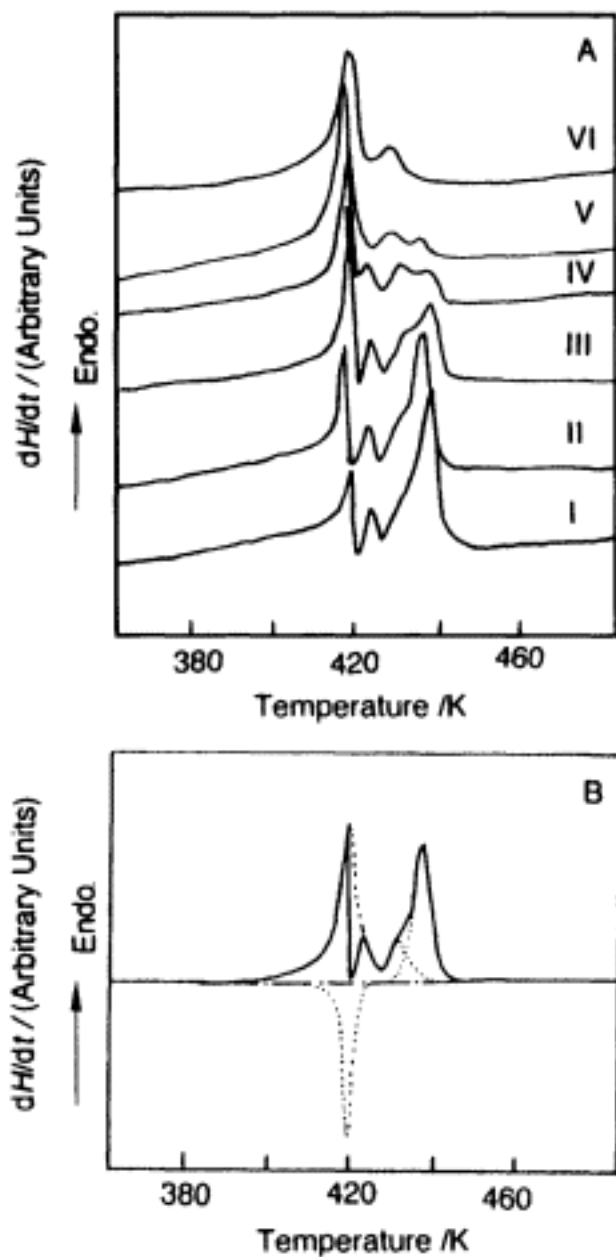 A
VI
V
IV
III
II
I
dH/dt / (Arbitrary Units)
Endo.
380 420 460
Temperature /K
B
dH/dt / (Arbitrary Units)
Endo.
380 420 460
Temperature /K